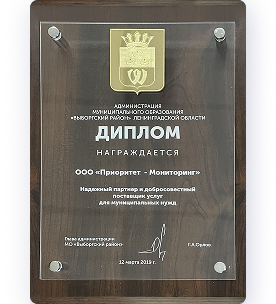 АДМИНИСТРАЦИЯ
МУНИЦИПАЛЬНОГО ОБРАЗОВАНИЯ
«ВЫБОРГСКИЙ РАЙОН» ЛЕНИНГРАДСКОЙ ОБЛАСТИ
ДИПЛОМ
НАГРАЖДАЕТСЯ
ООО «Приоритет - Мониторинг»
Надежный партнер и добросовестный
поставщик услуг
для муниципальных нужд
Глава администрации
МО «Выборгский район»
Г.А.Орлов
12 марта 2019 г.